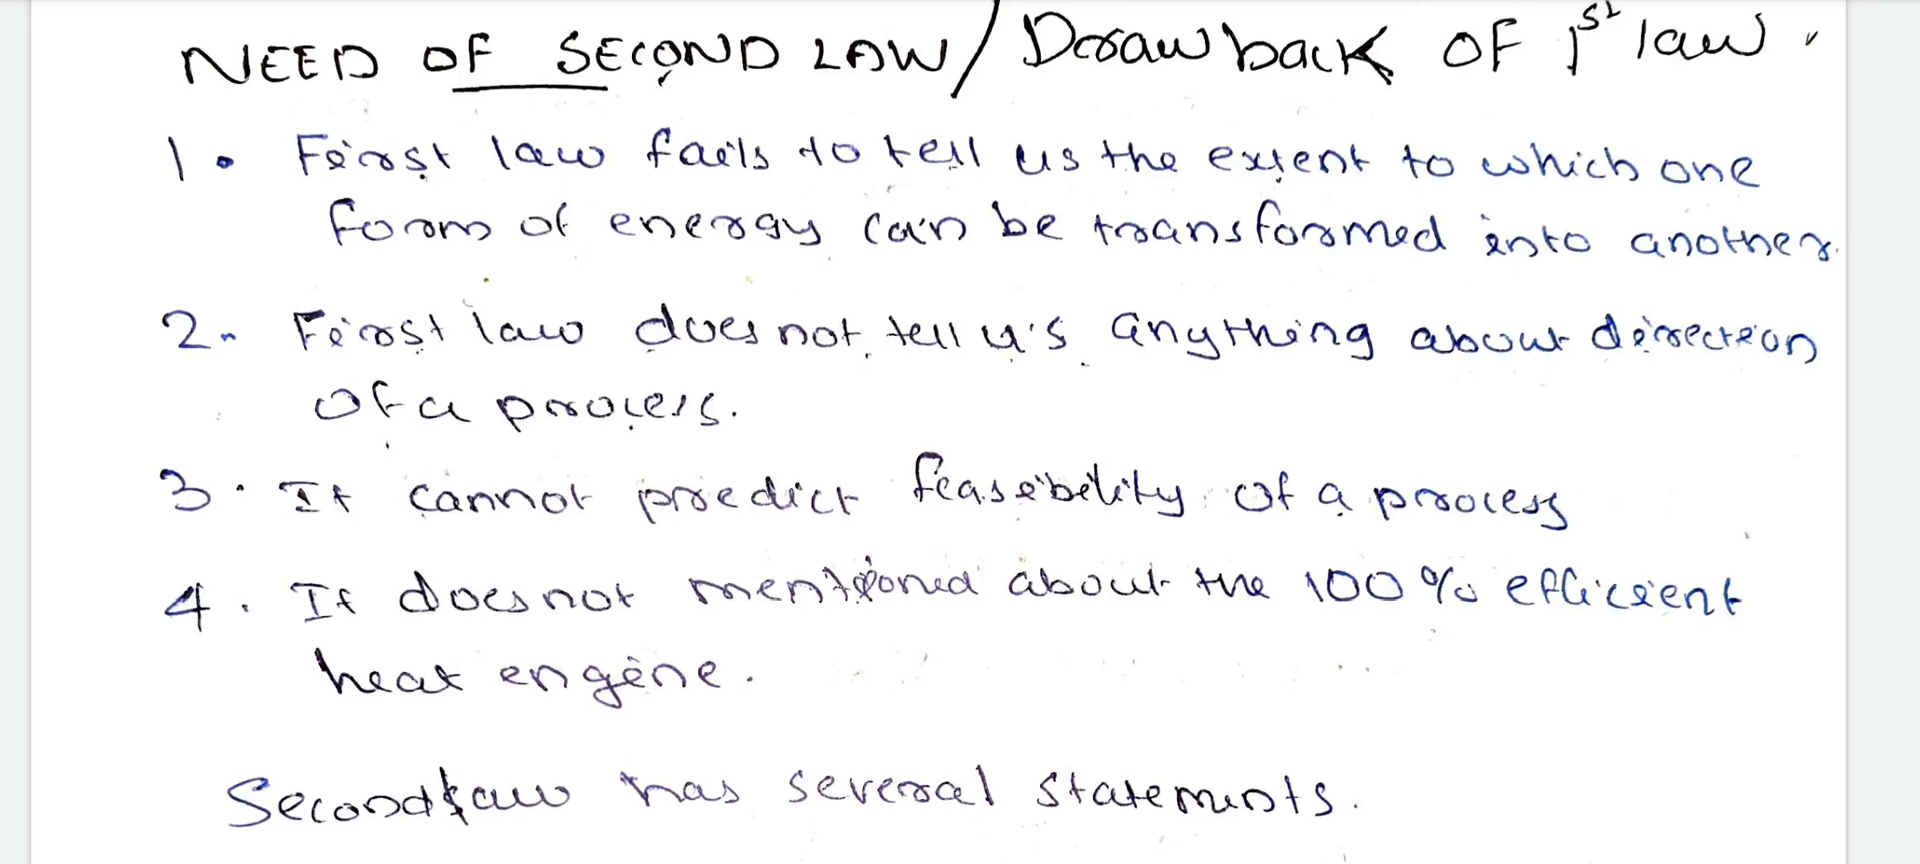 NEED OF SECOND LAW/Drawback OF 1st law.
1. First law fails to tell us the extent to which one
form of energy can be transformed into another.
2. First law does not tell us anything about direction
of a process.
3. It cannot predict feasibility of a process
4. It does not mentioned about the 100% efficient
heat engine.
Second law has several statements.